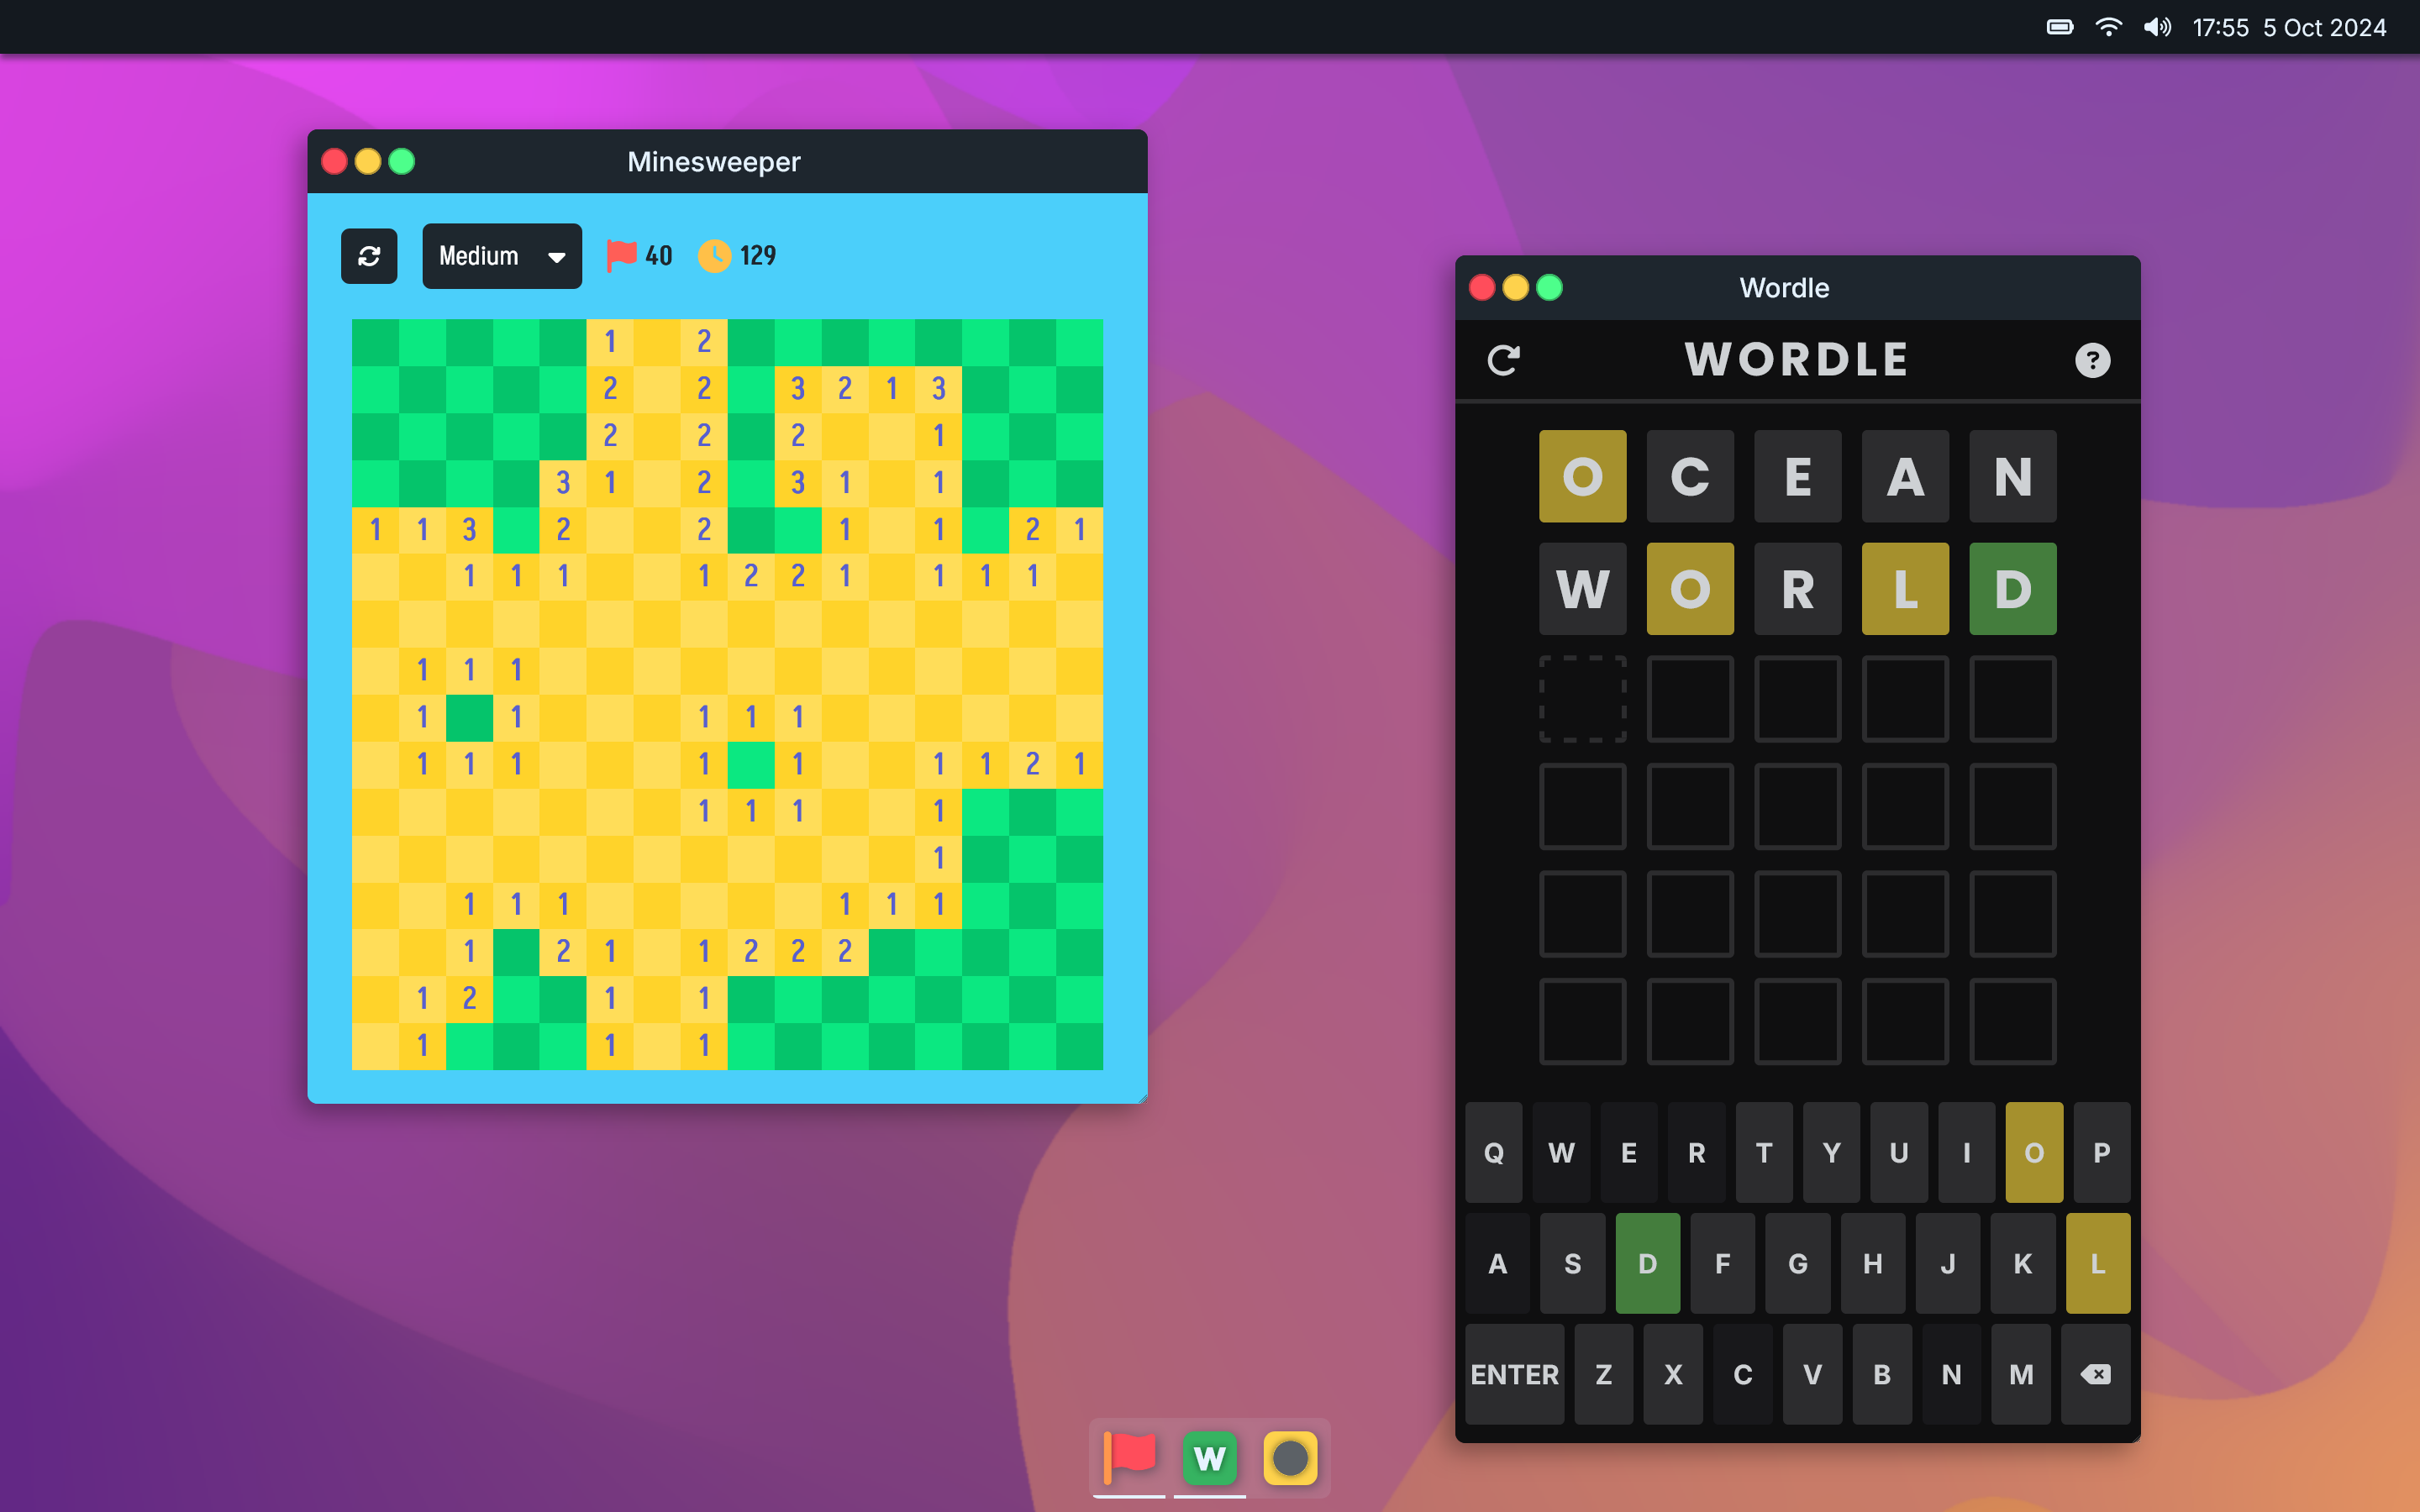 17:55 5 Oct 2024
Minesweeper
Medium 40 129
1 2
2 2 3 2 1 3
2 2 2 1
3 1 2 3 1 1
1 1 3 2 2 1 1 2 1
1 1 1 1 2 2 1 1 1 1
1 1 1
1 1 1 1 1
1 1 1 1 1 1 1 2 1
1 1 1 1
1
1 1 1 1 1 1
1 2 1 1 2 2 2
1 2 1 1
1 1 1
Wordle
WORDLE ?
O C E A N
W O R L D
Q W E R T Y U I O P
A S D F G H J K L
ENTER Z X C V B N M
W